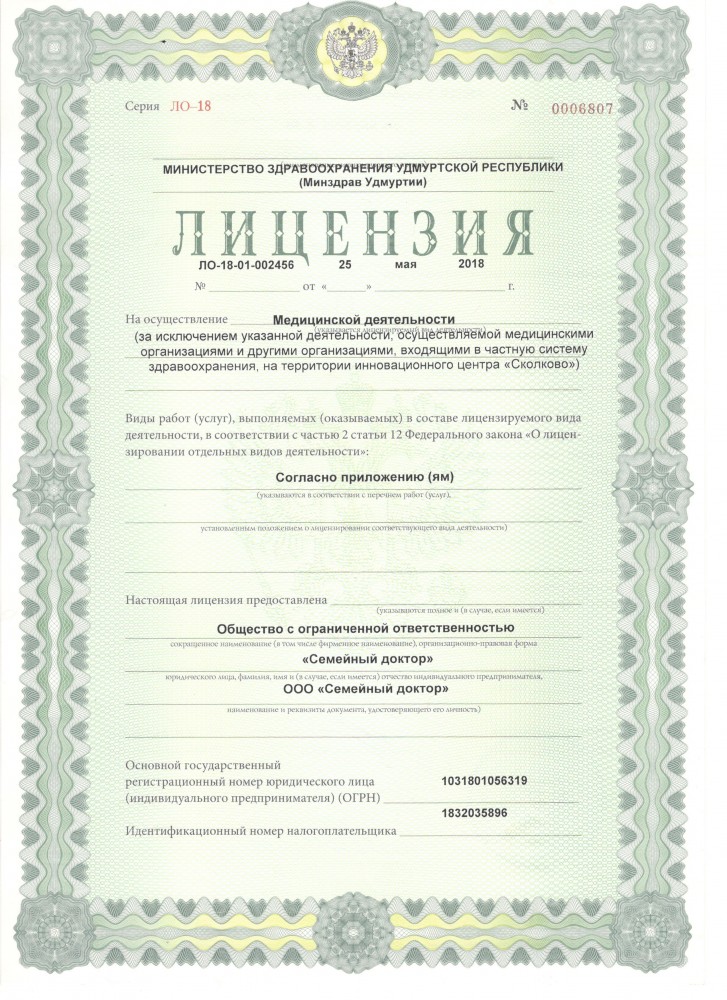 Серия ЛО–18 № 0006807
МИНИСТЕРСТВО ЗДРАВООХРАНЕНИЯ УДМУРТСКОЙ РЕСПУБЛИКИ
(Минздрав Удмуртии)
ЛИЦЕНЗИЯ
ЛО-18-01-002456 25 мая 2018
№ от « » г.
На осуществление Медицинской деятельности
(указывается лицензируемый вид деятельности)
(за исключением указанной деятельности, осуществляемой медицинскими
организациями и другими организациями, входящими в частную систему
здравоохранения, на территории инновационного центра «Сколково»)
Виды работ (услуг), выполняемых (оказываемых) в составе лицензируемого вида
деятельности, в соответствии с частью 2 статьи 12 Федерального закона «О лицен-
зировании отдельных видов деятельности»:
Согласно приложению (ям)
(указываются в соответствии с перечнем работ (услуг),
установленным положением о лицензировании соответствующего вида деятельности)
Настоящая лицензия предоставлена
(указываются полное и (в случае, если имеется)
Общество с ограниченной ответственностью
сокращенное наименование (в том числе фирменное наименование), организационно-правовая форма
«Семейный доктор»
юридического лица, фамилия, имя и (в случае, если имеется) отчество индивидуального предпринимателя,
ООО «Семейный доктор»
наименование и реквизиты документа, удостоверяющего его личность)
Основной государственный
регистрационный номер юридического лица 1031801056319
(индивидуального предпринимателя) (ОГРН)
1832035896
Идентификационный номер налогоплательщика